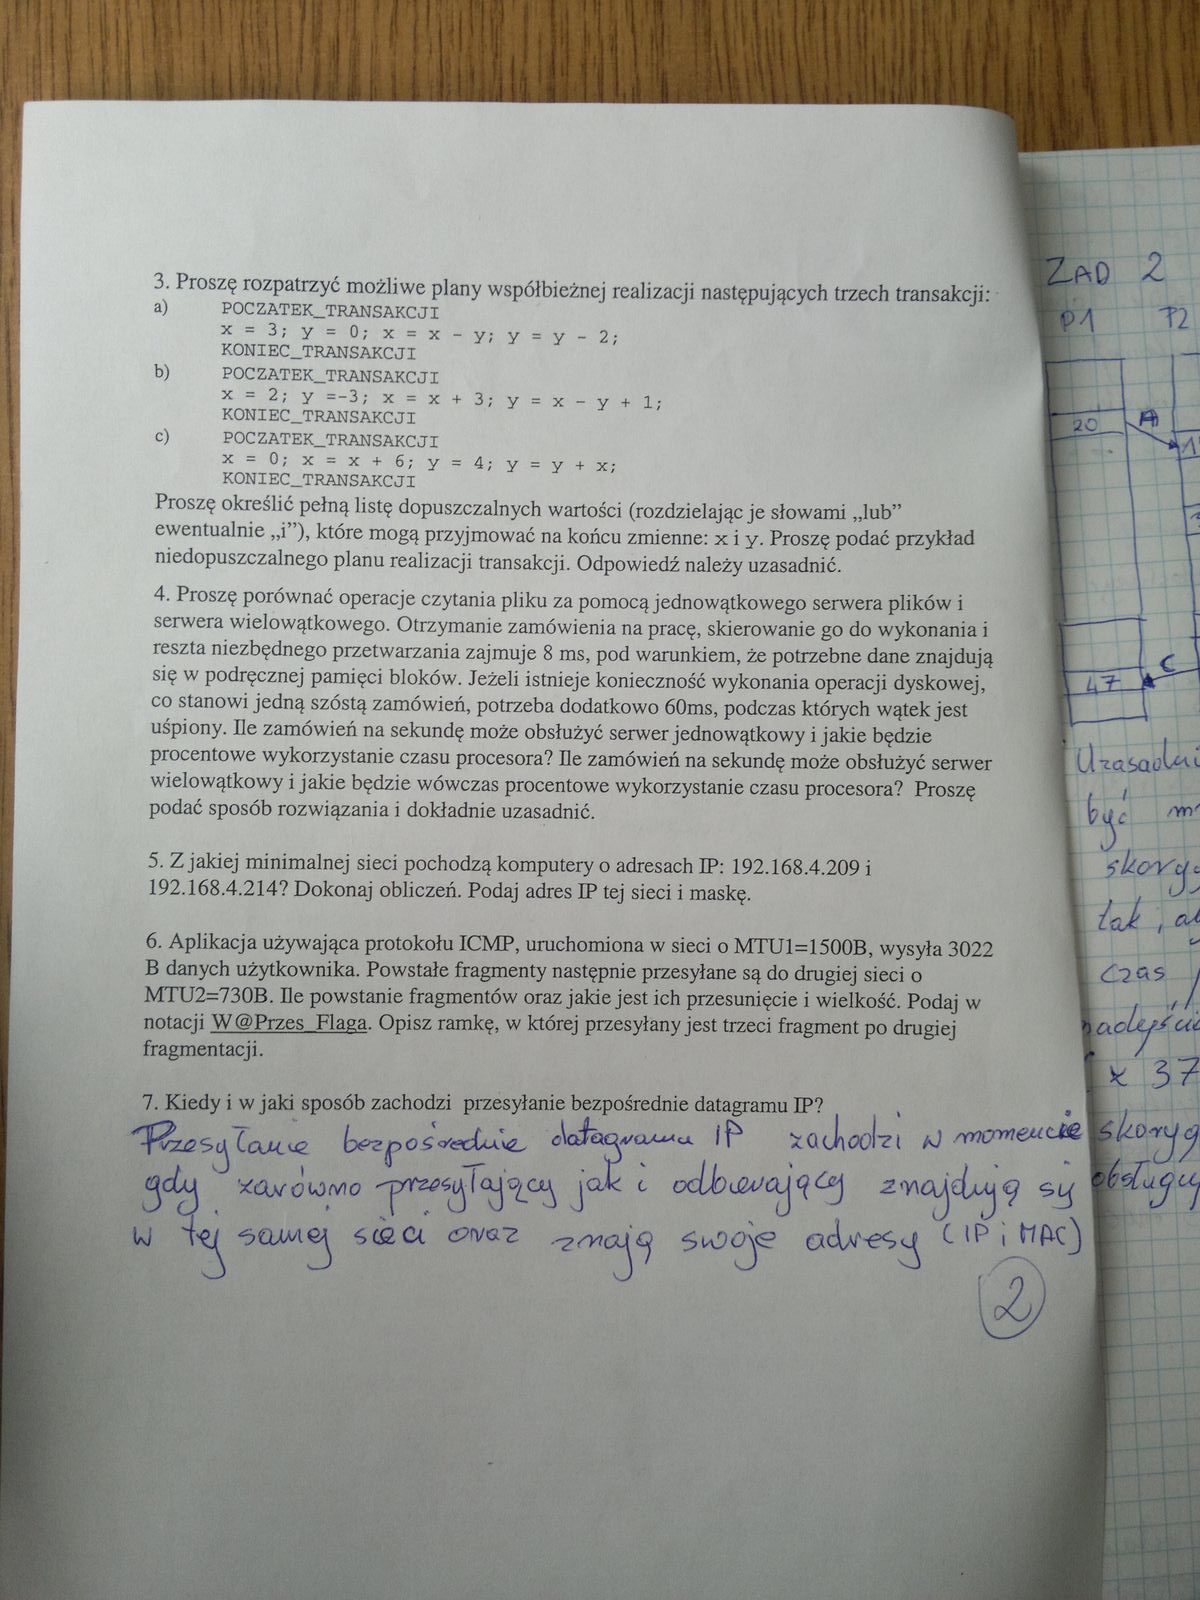 3. Proszę rozpatrzyć możliwe plany współbieżnej realizacji następujących trzech transakcji:
a) POCZATEK_TRANSAKCJI
x = 3; y = 0; x = x - y; y = y - 2;
KONIEC_TRANSAKCJI
b) POCZATEK_TRANSAKCJI
x = 2; y =-3; x = x + 3; y = x - y + 1;
KONIEC_TRANSAKCJI
c) POCZATEK_TRANSAKCJI
x = 0; x = x + 6; y = 4; y = y + x;
KONIEC_TRANSAKCJI
Proszę określić pełną listę dopuszczalnych wartości (rozdzielając je słowami „lub”
ewentualnie „i”), które mogą przyjmować na końcu zmienne: x i y. Proszę podać przykład
niedopuszczalnego planu realizacji transakcji. Odpowiedź należy uzasadnić.
4. Proszę porównać operacje czytania pliku za pomocą jednowątkowego serwera plików i
serwera wielowątkowego. Otrzymanie zamówienia na pracę, skierowanie go do wykonania i
reszta niezbędnego przetwarzania zajmuje 8 ms, pod warunkiem, że potrzebne dane znajdują
się w podręcznej pamięci bloków. Jeżeli istnieje konieczność wykonania operacji dyskowej,
co stanowi jedną szóstą zamówień, potrzeba dodatkowo 60ms, podczas których wątek jest
uśpiony. Ile zamówień na sekundę może obsłużyć serwer jednowątkowy i jakie będzie
procentowe wykorzystanie czasu procesora? Ile zamówień na sekundę może obsłużyć serwer
wielowątkowy i jakie będzie wówczas procentowe wykorzystanie czasu procesora? Proszę
podać sposób rozwiązania i dokładnie uzasadnić.
5. Z jakiej minimalnej sieci pochodzą komputery o adresach IP: 192.168.4.209 i
192.168.4.214? Dokonaj obliczeń. Podaj adres IP tej sieci i maskę.
6. Aplikacja używająca protokołu ICMP, uruchomiona w sieci o MTU1=1500B, wysyła 3022
B danych użytkownika. Powstałe fragmenty następnie przesyłane są do drugiej sieci o
MTU2=730B. Ile powstanie fragmentów oraz jakie jest ich przesunięcie i wielkość. Podaj w
notacji W@Przes_Flaga. Opisz ramkę, w której przesyłany jest trzeci fragment po drugiej
fragmentacji.
7. Kiedy i w jaki sposób zachodzi przesyłanie bezpośrednie datagramu IP?
Przesyłanie bezpośrednie datagramu IP zachodzi w momencie
gdy zarówno przesyłający jak i odbierający znajdują się
w tej samej sieci oraz znają swoje adresy (IP i MAC)
2
ZAD 2
P1 P2
20 A
C
47
być
skoryg
tak, a
czas
x 37
skoryg
obsługu